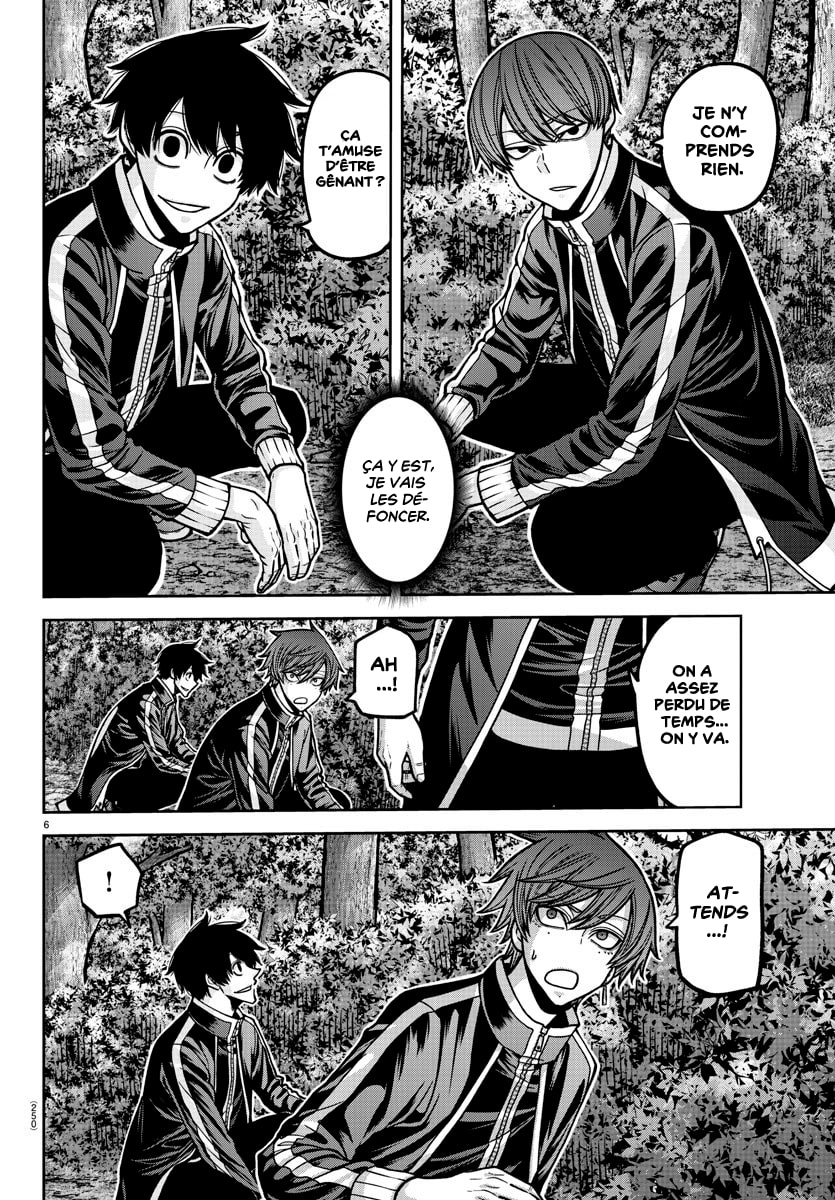 JE N'Y
COM-
PRENDS
RIEN.
ÇA
T'AMUSE
D'ÊTRE
GÊNANT ?
ÇA Y EST,
JE VAIS
LES DÉ-
FONCER.
ON A
ASSEZ
PERDU DE
TEMPS...
ON Y VA.
AH
...!
6
AT-
TENDS
...!
!
(250)